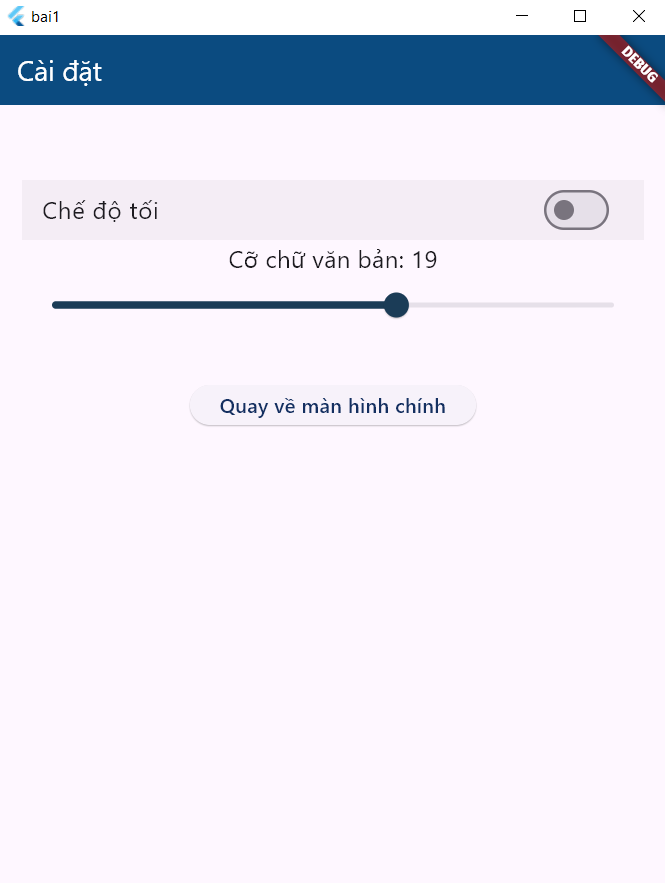 bai1
Cài đặt
DEBUG
Chế độ tối
Cỡ chữ văn bản: 19
Quay về màn hình chính